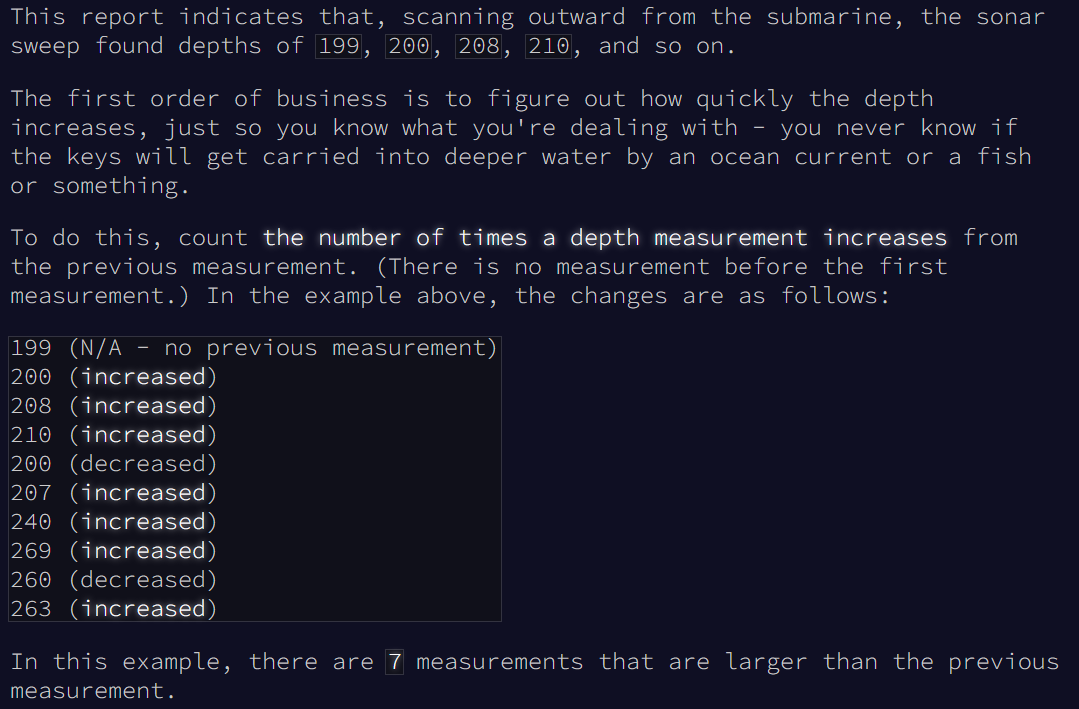 This report indicates that, scanning outward from the submarine, the sonar
sweep found depths of 199, 200, 208, 210, and so on.
The first order of business is to figure out how quickly the depth
increases, just so you know what you're dealing with - you never know if
the keys will get carried into deeper water by an ocean current or a fish
or something.
To do this, count the number of times a depth measurement increases from
the previous measurement. (There is no measurement before the first
measurement.) In the example above, the changes are as follows:
199 (N/A - no previous measurement)
200 (increased)
208 (increased)
210 (increased)
200 (decreased)
207 (increased)
240 (increased)
269 (increased)
260 (decreased)
263 (increased)
In this example, there are 7 measurements that are larger than the previous
measurement.